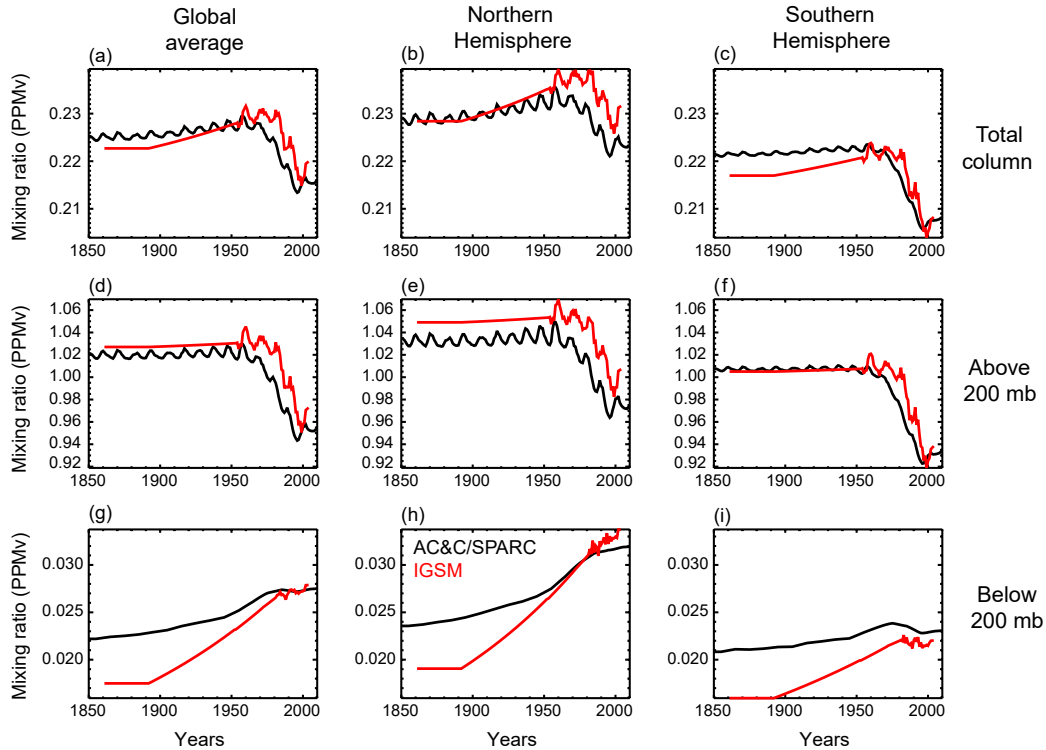 Global
average
Northern
Hemisphere
Southern
Hemisphere
(a)
(b)
(c)
Mixing ratio (PPMv)
0.23
0.22
0.21
1850 1900 1950 2000
0.23
0.22
0.21
1850 1900 1950 2000
0.23
0.22
0.21
1850 1900 1950 2000
Total
column
(d)
(e)
(f)
Mixing ratio (PPMv)
1.06
1.04
1.02
1.00
0.98
0.96
0.94
0.92
1850 1900 1950 2000
1.06
1.04
1.02
1.00
0.98
0.96
0.94
0.92
1850 1900 1950 2000
1.06
1.04
1.02
1.00
0.98
0.96
0.94
0.92
1850 1900 1950 2000
Above
200 mb
(g)
(h)
(i)
Mixing ratio (PPMv)
0.030
0.025
0.020
1850 1900 1950 2000
Years
AC&C/SPARC
IGSM
0.030
0.025
0.020
1850 1900 1950 2000
Years
0.030
0.025
0.020
1850 1900 1950 2000
Years
Below
200 mb